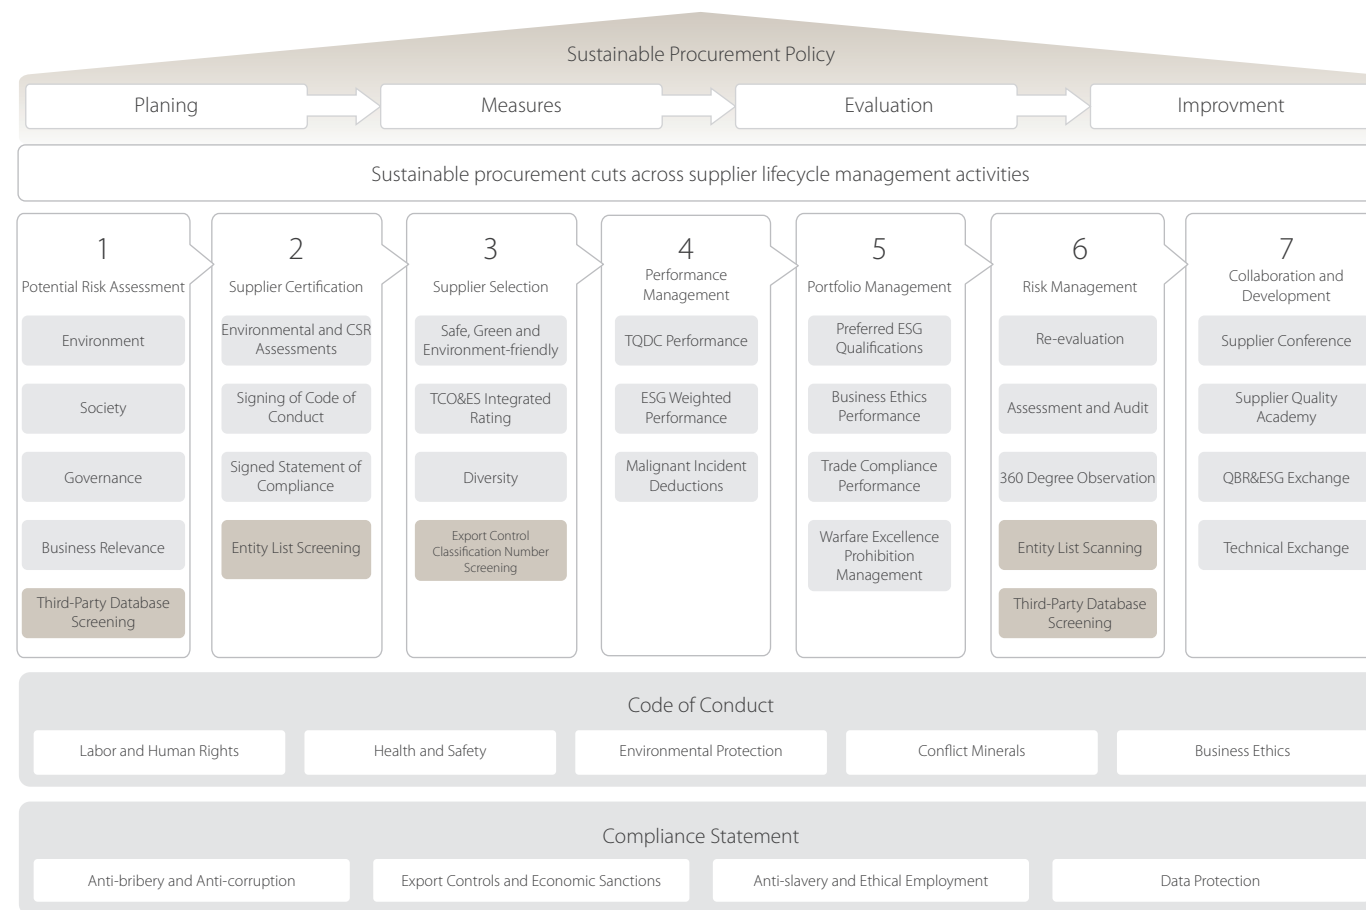 Sustainable Procurement Policy
Planing
Measures
Evaluation
Improvment
Sustainable procurement cuts across supplier lifecycle management activities
1
Potential Risk Assessment
Environment
Society
Governance
Business Relevance
Third-Party Database
Screening
2
Supplier Certification
Environmental and CSR
Assessments
Signing of Code of
Conduct
Signed Statement of
Compliance
Entity List Screening
3
Supplier Selection
Safe, Green and
Environment-friendly
TCO&ES Integrated
Rating
Diversity
Export Control
Classification Number
Screening
4
Performance
Management
TQDC Performance
ESG Weighted
Performance
Malignant Incident
Deductions
5
Portfolio Management
Preferred ESG
Qualifications
Business Ethics
Performance
Trade Compliance
Performance
Warfare Excellence
Prohibition
Management
6
Risk Management
Re-evaluation
Assessment and Audit
360 Degree Observation
Entity List Scanning
Third-Party Database
Screening
7
Collaboration and
Development
Supplier Conference
Supplier Quality
Academy
QBR&ESG Exchange
Technical Exchange
Code of Conduct
Labor and Human Rights
Health and Safety
Environmental Protection
Conflict Minerals
Business Ethics
Compliance Statement
Anti-bribery and Anti-corruption
Export Controls and Economic Sanctions
Anti-slavery and Ethical Employment
Data Protection